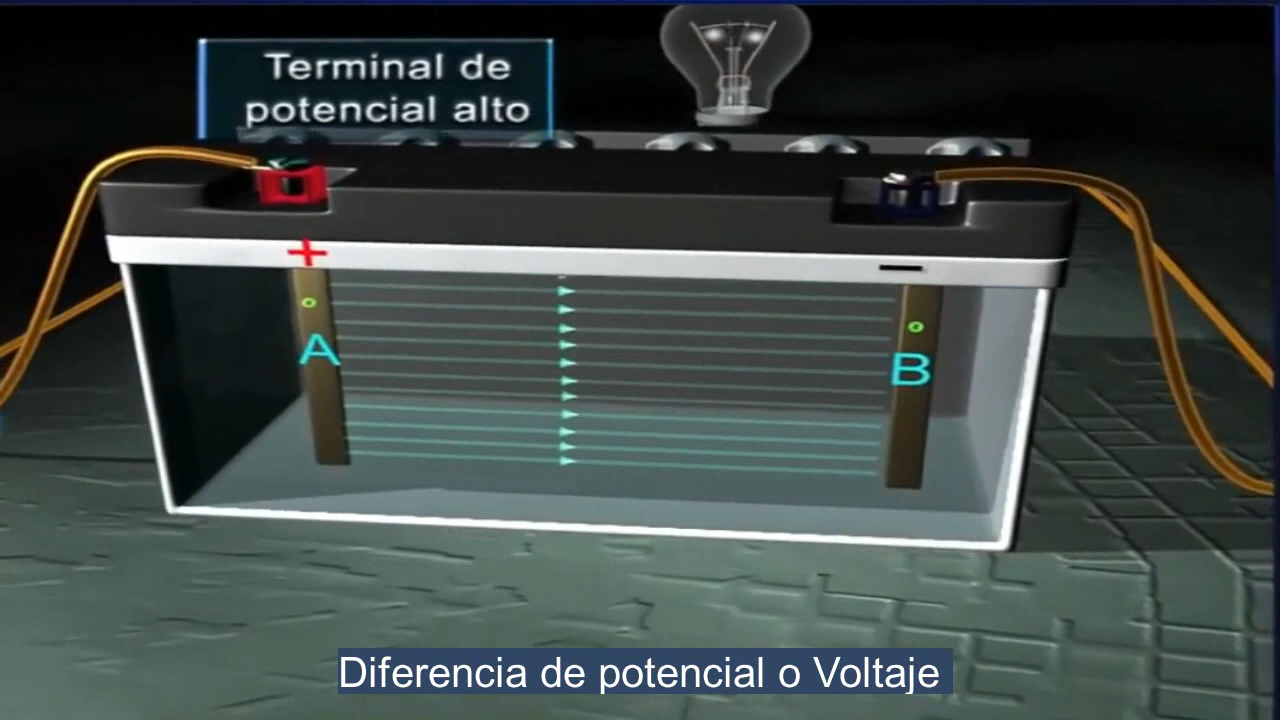 Terminal de
potencial alto
+
-
A
B
Diferencia de potencial o Voltaje